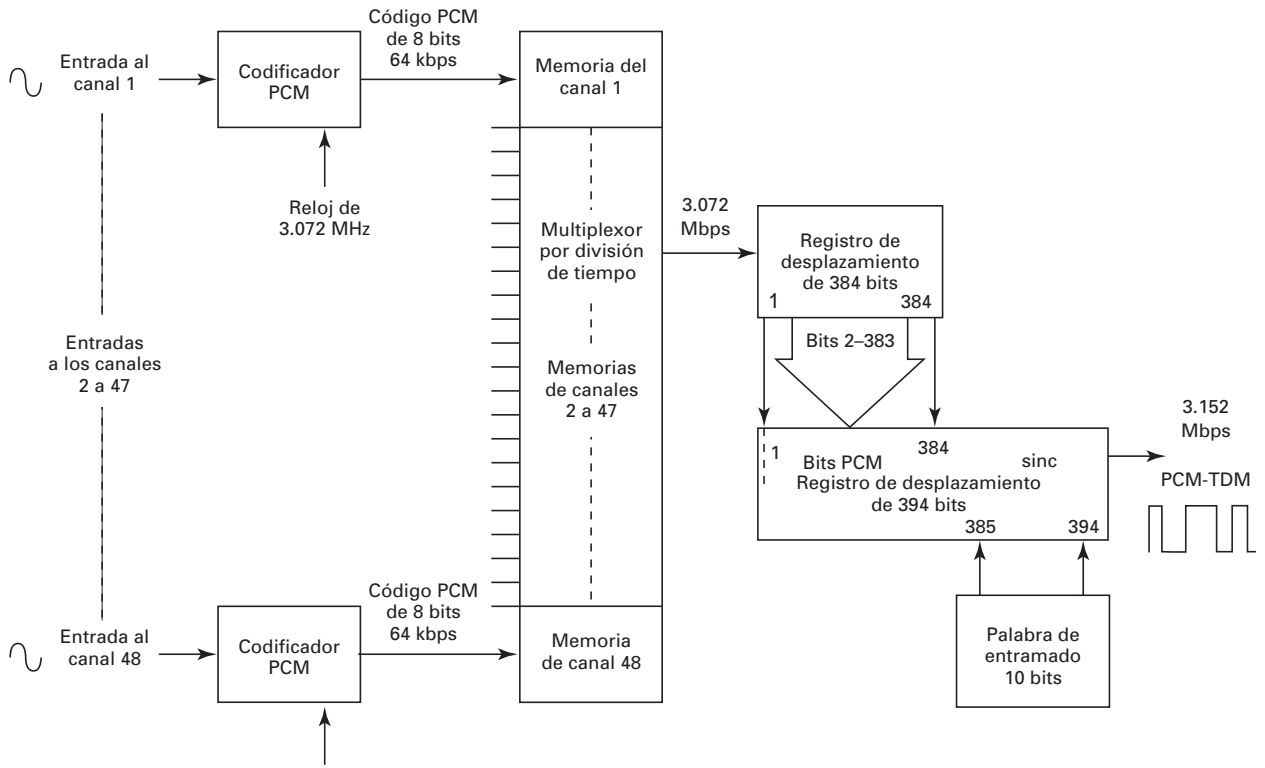 Código PCM
de 8 bits
64 kbps
Entrada al
canal 1
Codificador
PCM
Memoria del
canal 1
Reloj de
3.072 MHz
Multiplexor
por división
de tiempo
3.072
Mbps
Registro de
desplazamiento
de 384 bits
1
384
Bits 2–383
Entradas
a los canales
2 a 47
Memorias
de canales
2 a 47
3.152
Mbps
1
Bits PCM
384
sinc
Registro de desplazamiento
de 394 bits
385
394
PCM-TDM
Código PCM
de 8 bits
64 kbps
Entrada al
canal 48
Codificador
PCM
Memoria
de canal 48
Palabra de
entramado
10 bits